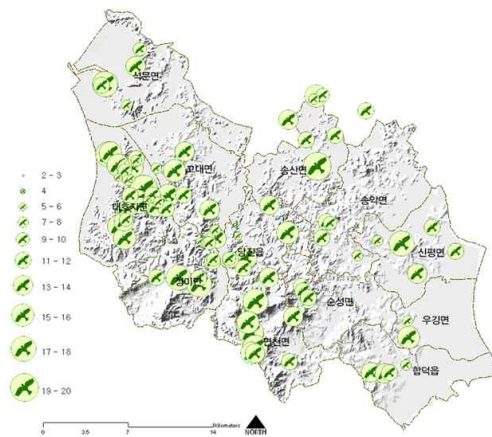 석문면
고대면
송산면
송악면
대호지면
당진읍
신평면
정미면
순성면
우강면
면천면
합덕읍
2 - 3
4
5 - 6
7 - 8
9 - 10
11 - 12
13 - 14
15 - 16
17 - 18
19 - 20
Kilometers
0 3.5 7 14
NORTH